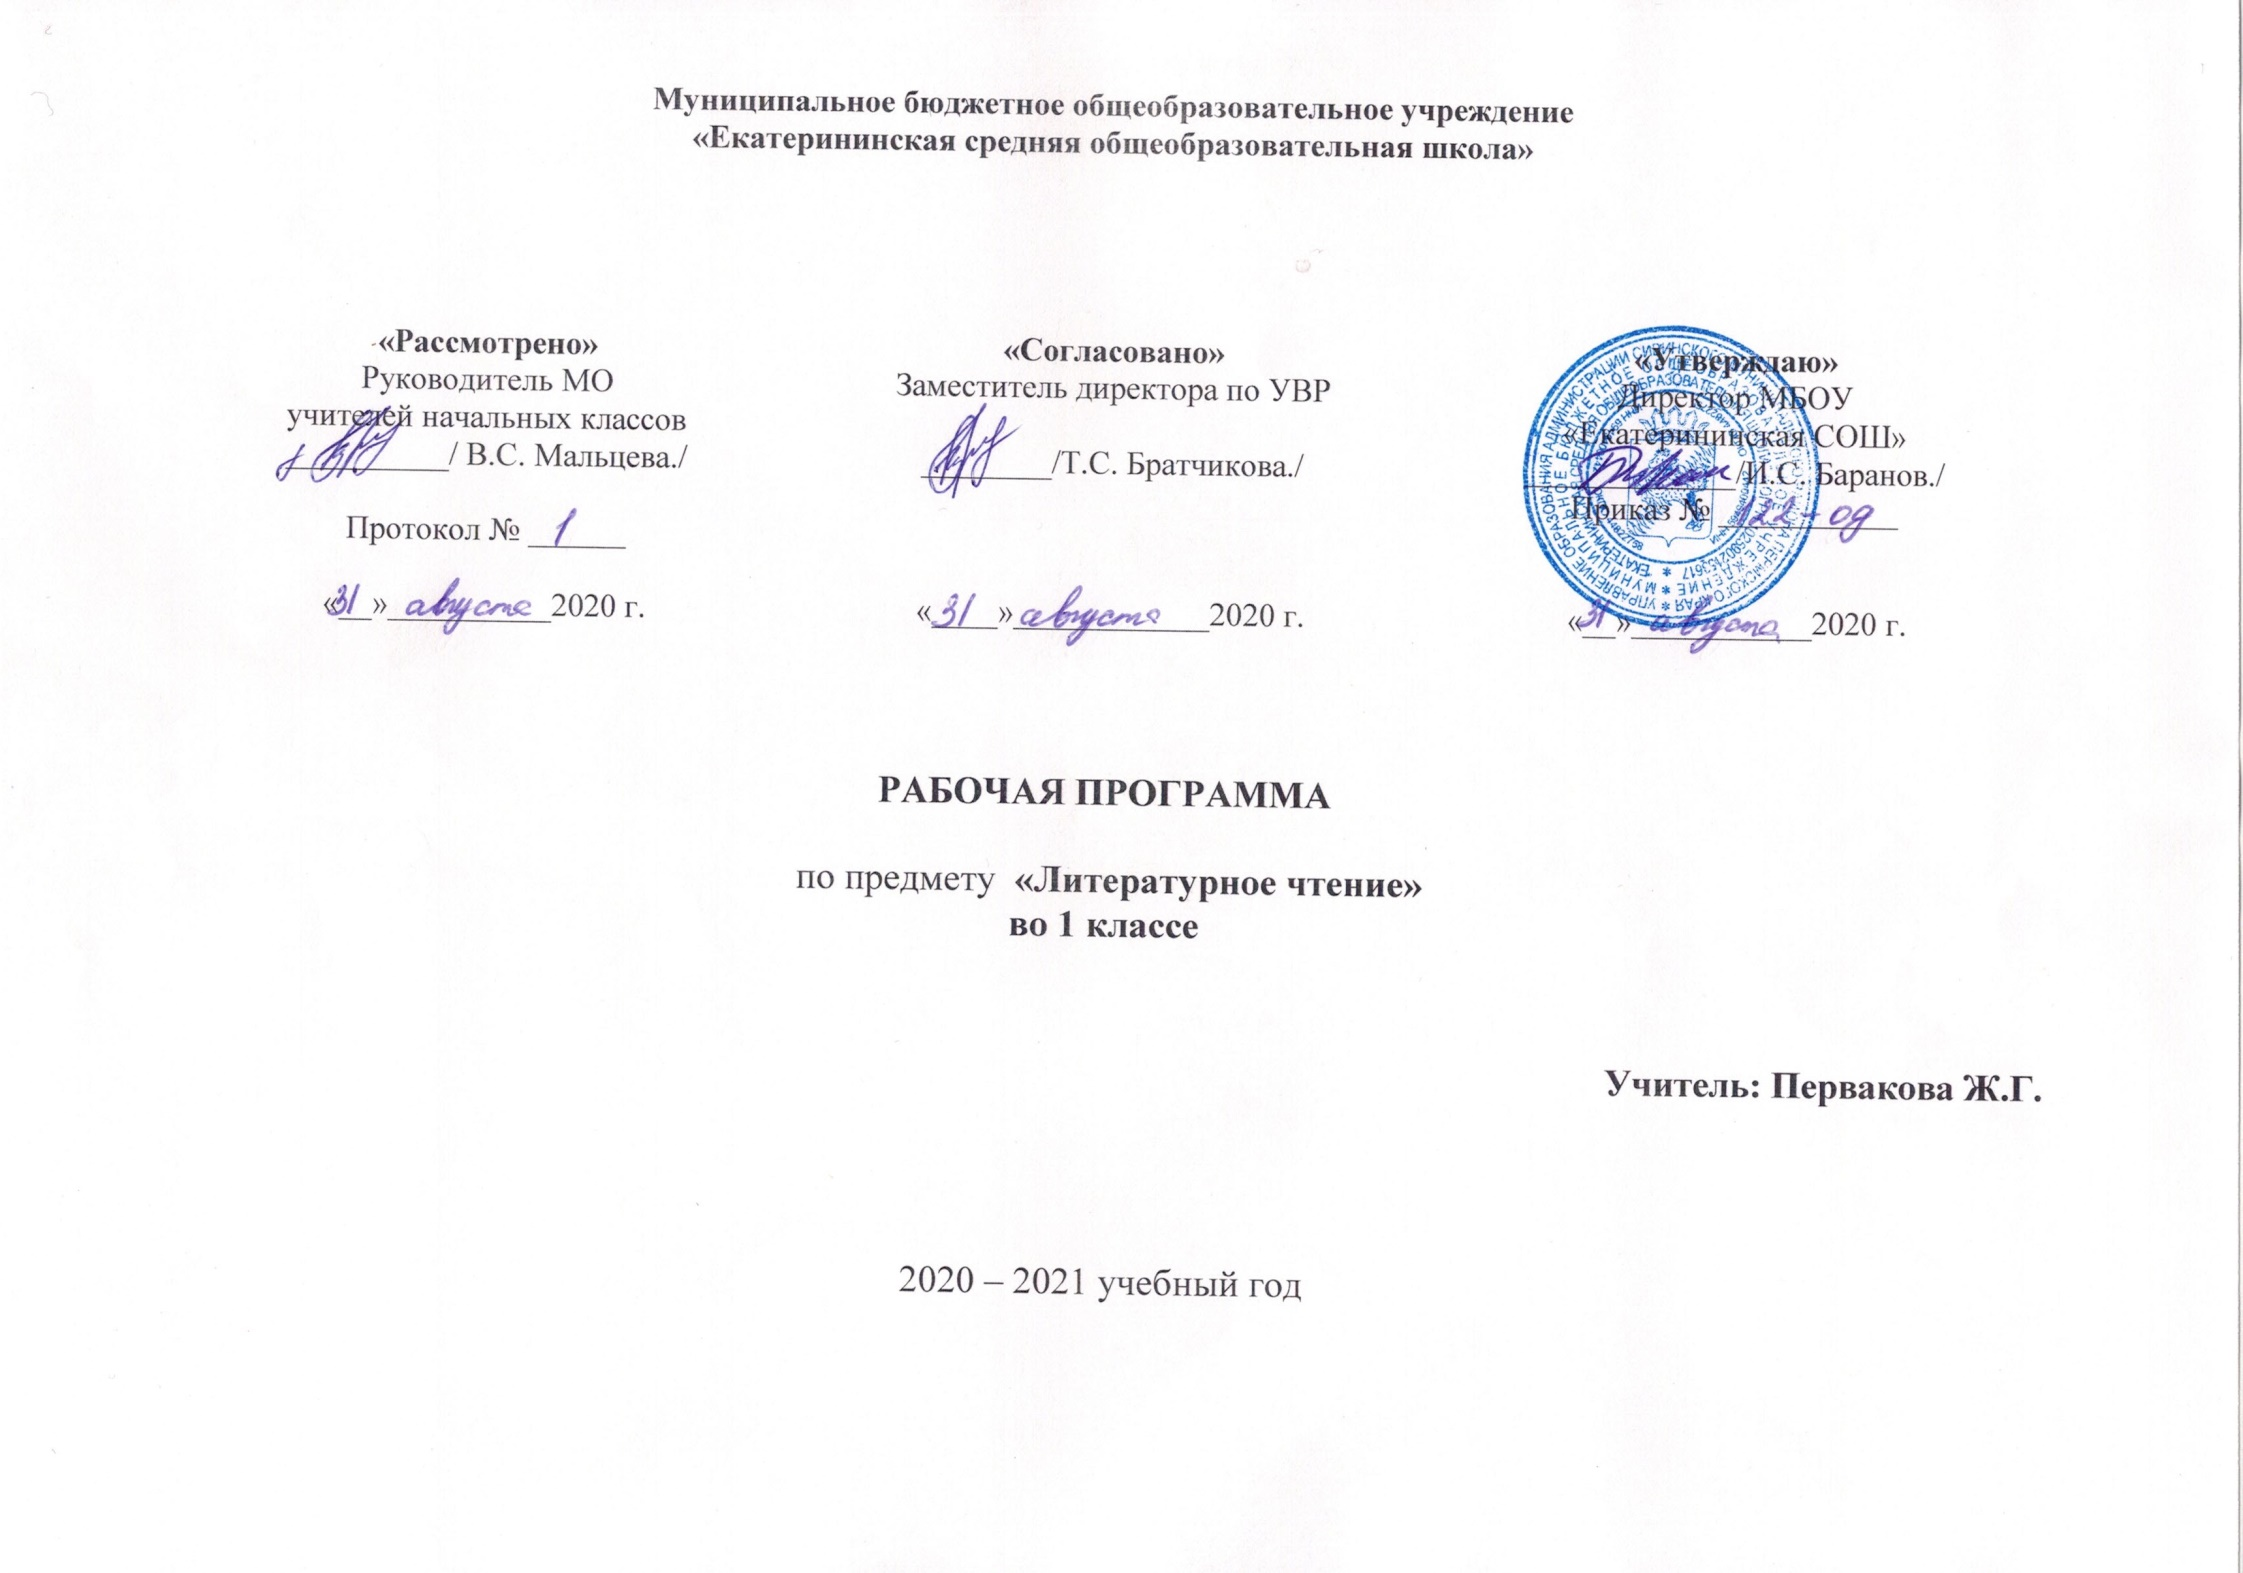 Муниципальное бюджетное общеобразовательное учреждение
«Екатерининская средняя общеобразовательная школа»
«Рассмотрено»
Руководитель МО
учителей начальных классов
__________/ В.С. Мальцева./
Протокол № 1
«31» августа 2020 г.
«Согласовано»
Заместитель директора по УВР
________/Т.С. Братчикова./
«31» августа 2020 г.
«Утверждаю»
Директор МБОУ
«Екатерининская СОШ»
____________/И.С. Баранов./
Приказ № 122-од
«31» августа 2020 г.
РАБОЧАЯ ПРОГРАММА
по предмету «Литературное чтение»
во 1 классе
Учитель: Первакова Ж.Г.
2020 – 2021 учебный год